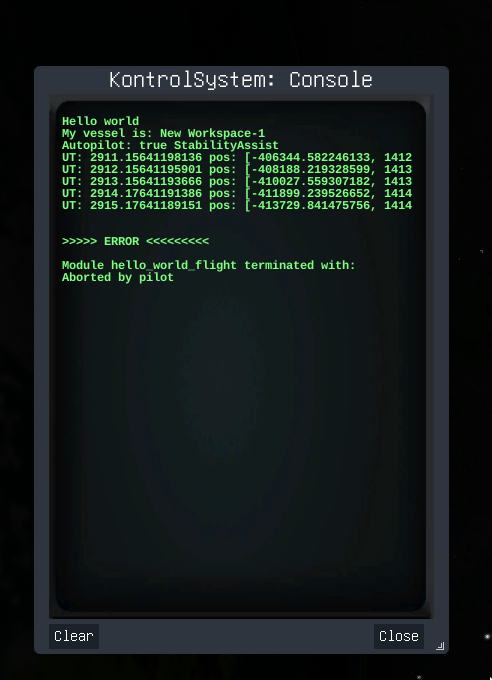 KontrolSystem: Console
Hello world
My vessel is: New Workspace-1
Autopilot: true StabilityAssist
UT: 2911.15641198136 pos: [-406344.582246133, 1412
UT: 2912.15641195901 pos: [-408188.219328599, 1413
UT: 2913.15641193666 pos: [-410027.559307182, 1413
UT: 2914.17641191386 pos: [-411899.239526652, 1414
UT: 2915.17641189151 pos: [-413729.841475756, 1414
>>>>> ERROR <<<<<<<<<
Module hello_world_flight terminated with:
Aborted by pilot
Clear
Close